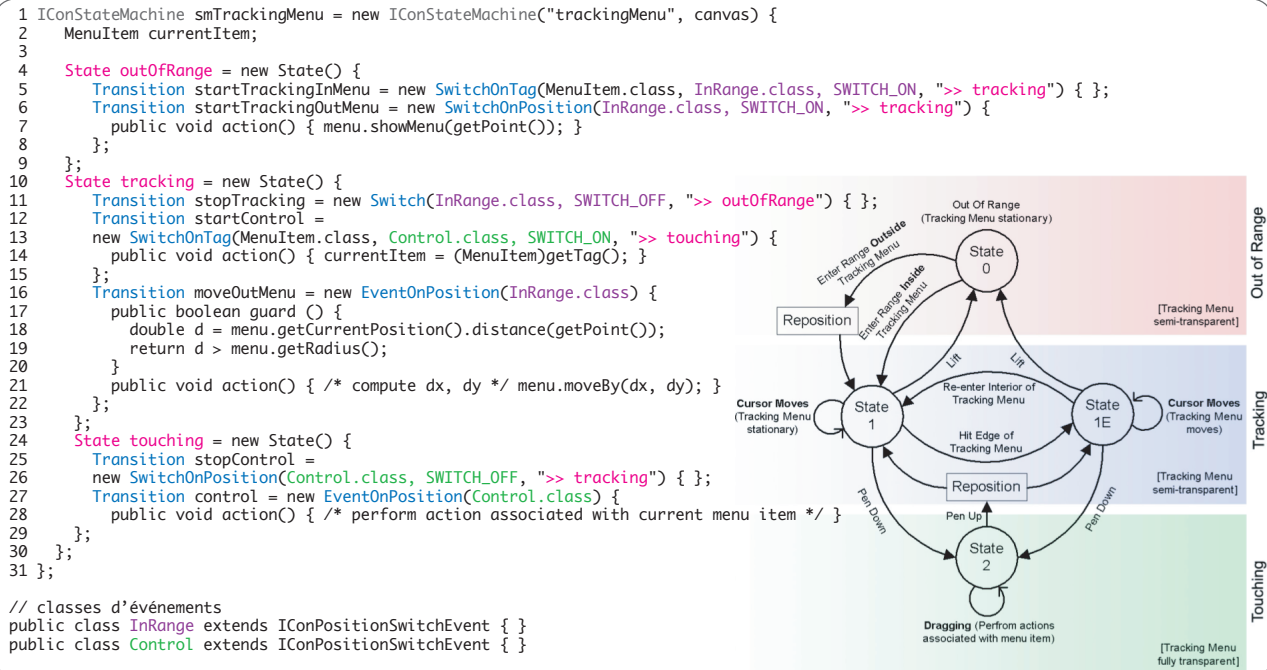 1 IConStateMachine smTrackingMenu = new IConStateMachine("trackingMenu", canvas) {
2 MenuItem currentItem;
3
4 State outOfRange = new State() {
5 Transition startTrackingInMenu = new SwitchOnTag(MenuItem.class, InRange.class, SWITCH_ON, ">> tracking") { };
6 Transition startTrackingOutMenu = new SwitchOnPosition(InRange.class, SWITCH_ON, ">> tracking") {
7 public void action() { menu.showMenu(getPoint()); }
8 };
9 };
10 State tracking = new State() {
11 Transition stopTracking = new Switch(InRange.class, SWITCH_OFF, ">> outOfRange") { };
12 Transition startControl =
13 new SwitchOnTag(MenuItem.class, Control.class, SWITCH_ON, ">> touching") {
14 public void action() { currentItem = (MenuItem)getTag(); }
15 };
16 Transition moveOutMenu = new EventOnPosition(InRange.class) {
17 public boolean guard () {
18 double d = menu.getCurrentPosition().distance(getPoint());
19 return d > menu.getRadius();
20 }
21 public void action() { /* compute dx, dy */ menu.moveBy(dx, dy); }
22 };
23 };
24 State touching = new State() {
25 Transition stopControl =
26 new SwitchOnPosition(Control.class, SWITCH_OFF, ">> tracking") { };
27 Transition control = new EventOnPosition(Control.class) {
28 public void action() { /* perform action associated with current menu item */ }
29 };
30 };
31 };
// classes d'événements
public class InRange extends IConPositionSwitchEvent { }
public class Control extends IConPositionSwitchEvent { }
Out Of Range
(Tracking Menu stationary)
State
0
Enter Range Outside
Tracking Menu
Enter Range Inside
Tracking Menu
Reposition
[Tracking Menu
semi-transparent]
Out of Range
Lift
Lift
Re-enter Interior of
Tracking Menu
Cursor Moves
(Tracking Menu
stationary)
State
1
State
1E
Cursor Moves
(Tracking Menu
moves)
Hit Edge of
Tracking Menu
Reposition
[Tracking Menu
semi-transparent]
Tracking
Pen Down
Pen Up
Pen Down
State
2
Dragging (Perfrom actions
associated with menu item)
[Tracking Menu
fully transparent]
Touching